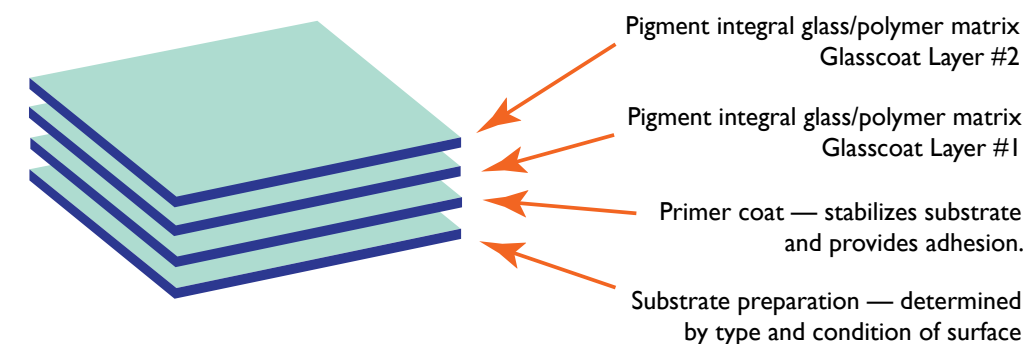 Pigment integral glass/polymer matrix
Glasscoat Layer #2
Pigment integral glass/polymer matrix
Glasscoat Layer #1
Primer coat — stabilizes substrate
and provides adhesion.
Substrate preparation — determined
by type and condition of surface